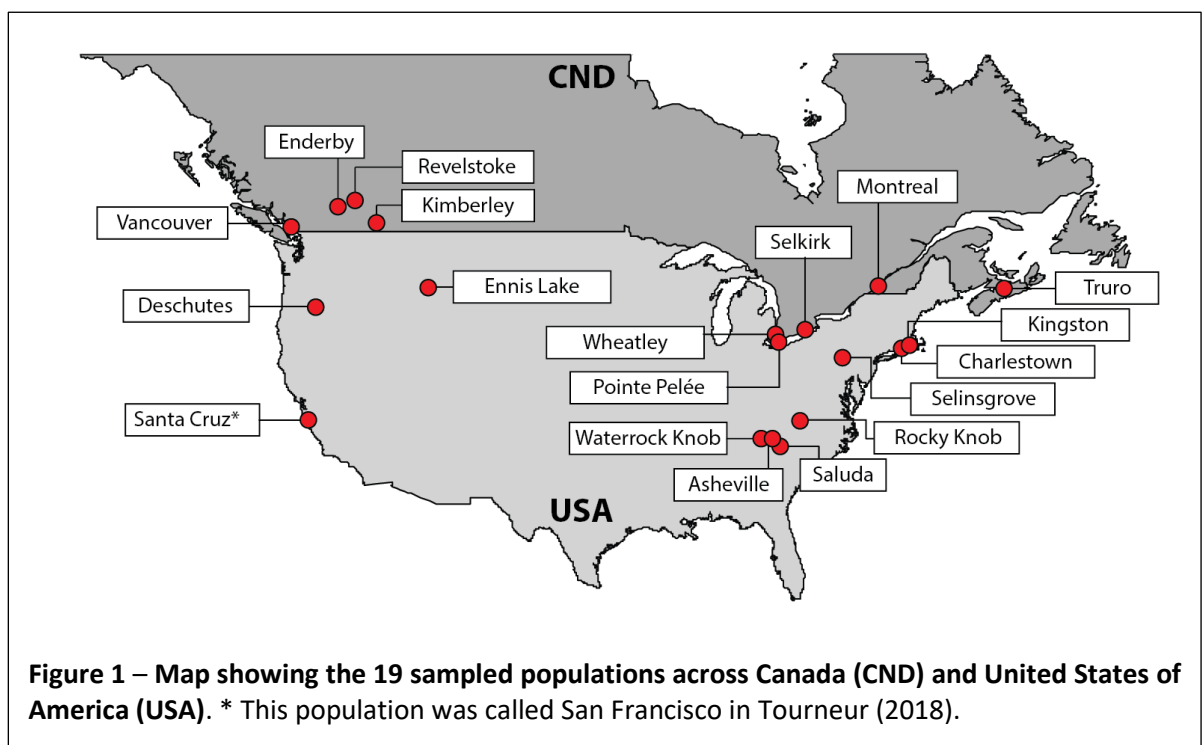 CND
Enderby
Revelstoke
Montreal
Kimberley
Vancouver
Selkirk
Ennis Lake
Truro
Deschutes
Kingston
Wheatley
Charlestown
Pointe Pelée
Selinsgrove
Santa Cruz*
Waterrock Knob
Rocky Knob
Saluda
Asheville
USA
Figure 1 – Map showing the 19 sampled populations across Canada (CND) and United States of
America (USA). * This population was called San Francisco in Tourneur (2018).